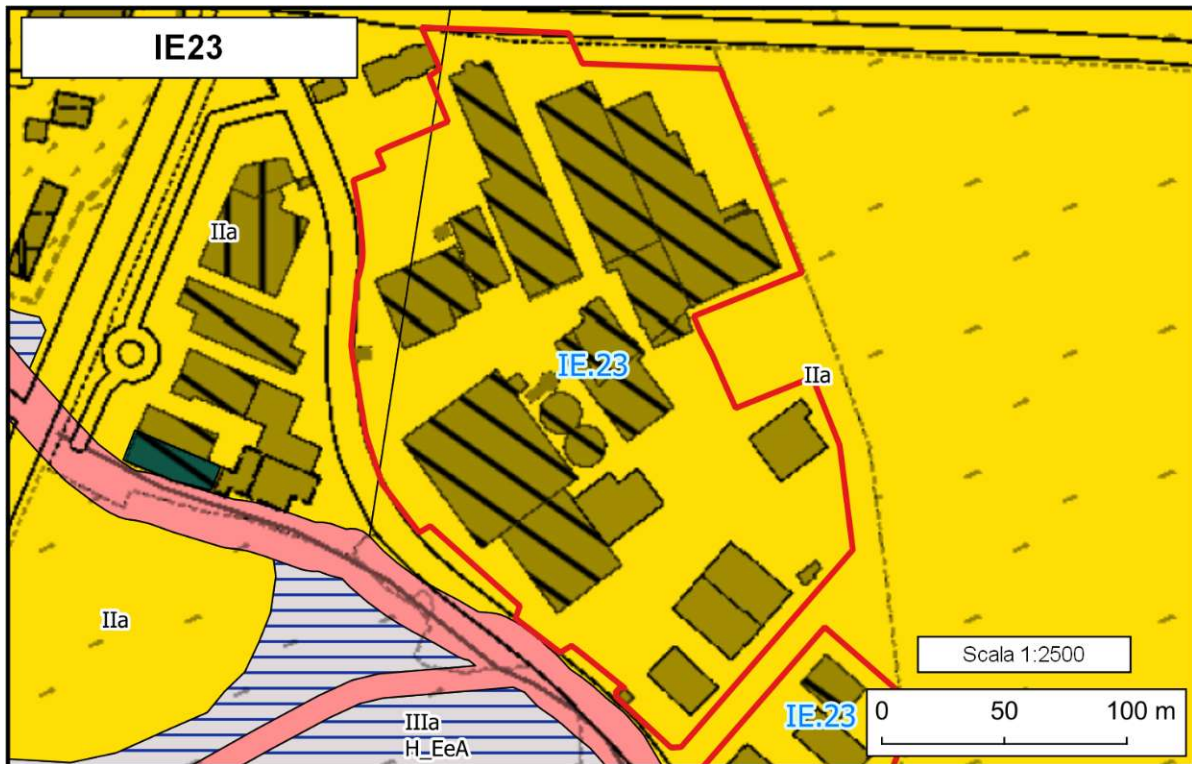 IE23
IIa
IE.23
IIa
IIa
Scala 1:2500
IE.23
0 50 100 m
IIIa
H_EeA